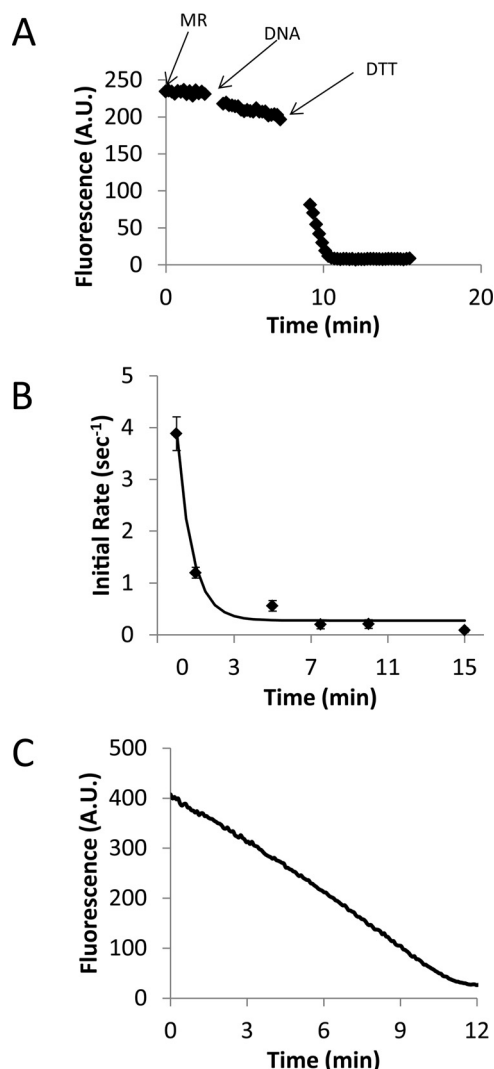 A
MR
DNA
DTT
250
200
150
100
50
0
Fluorescence (A.U.)
0 10 20
Time (min)
B
5
4
3
2
1
0
Initial Rate (sec⁻¹)
0 3 7 11 15
Time (min)
C
500
400
300
200
100
0
Fluorescence (A.U.)
0 3 6 9 12
Time (min)